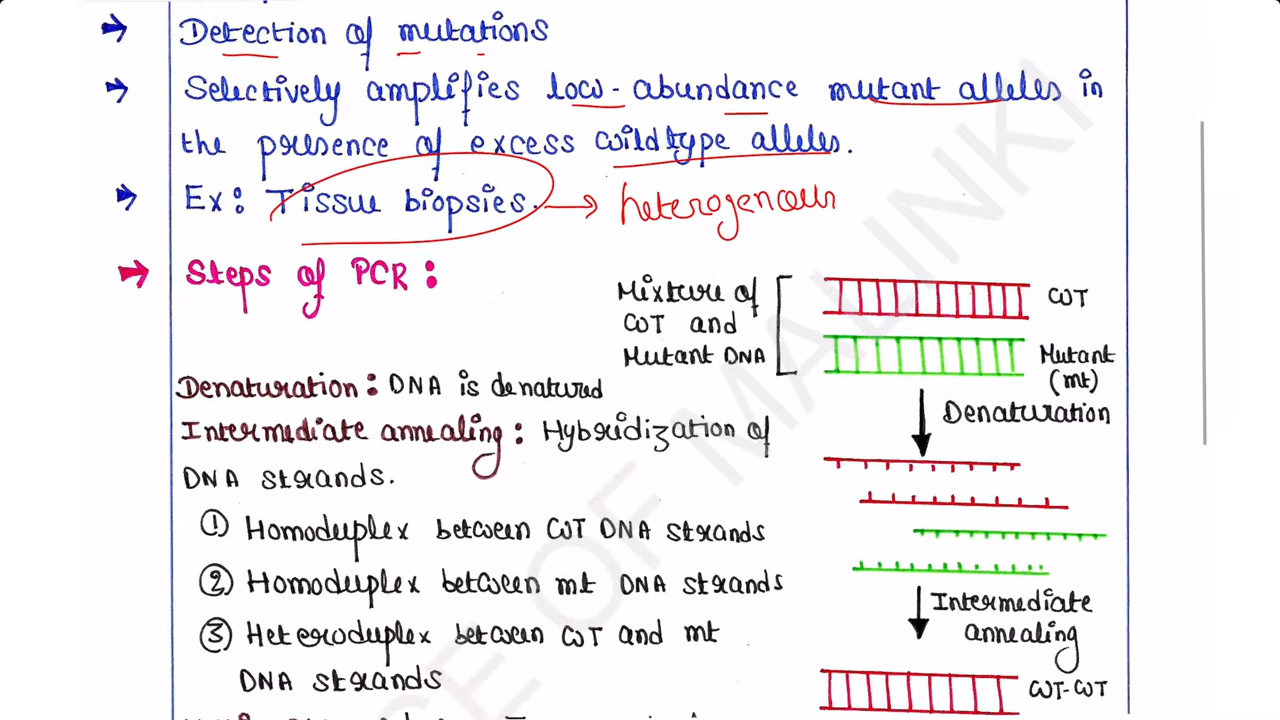 → Detection of mutations
→ Selectively amplifies low-abundance mutant alleles in
the presence of excess wildtype alleles.
→ Ex: Tissue biopsies. → heterogeneous
→ Steps of PCR:
Mixture of
WT and
Mutant DNA
WT
Mutant
(mt)
Denaturation
Denaturation: DNA is denatured
Intermediate annealing: Hybridization of
DNA strands.
① Homoduplex between WT DNA strands
② Homoduplex between mt DNA strands
③ Heteroduplex between WT and mt
DNA strands
Intermediate
annealing
WT-WT
OF MALINKI